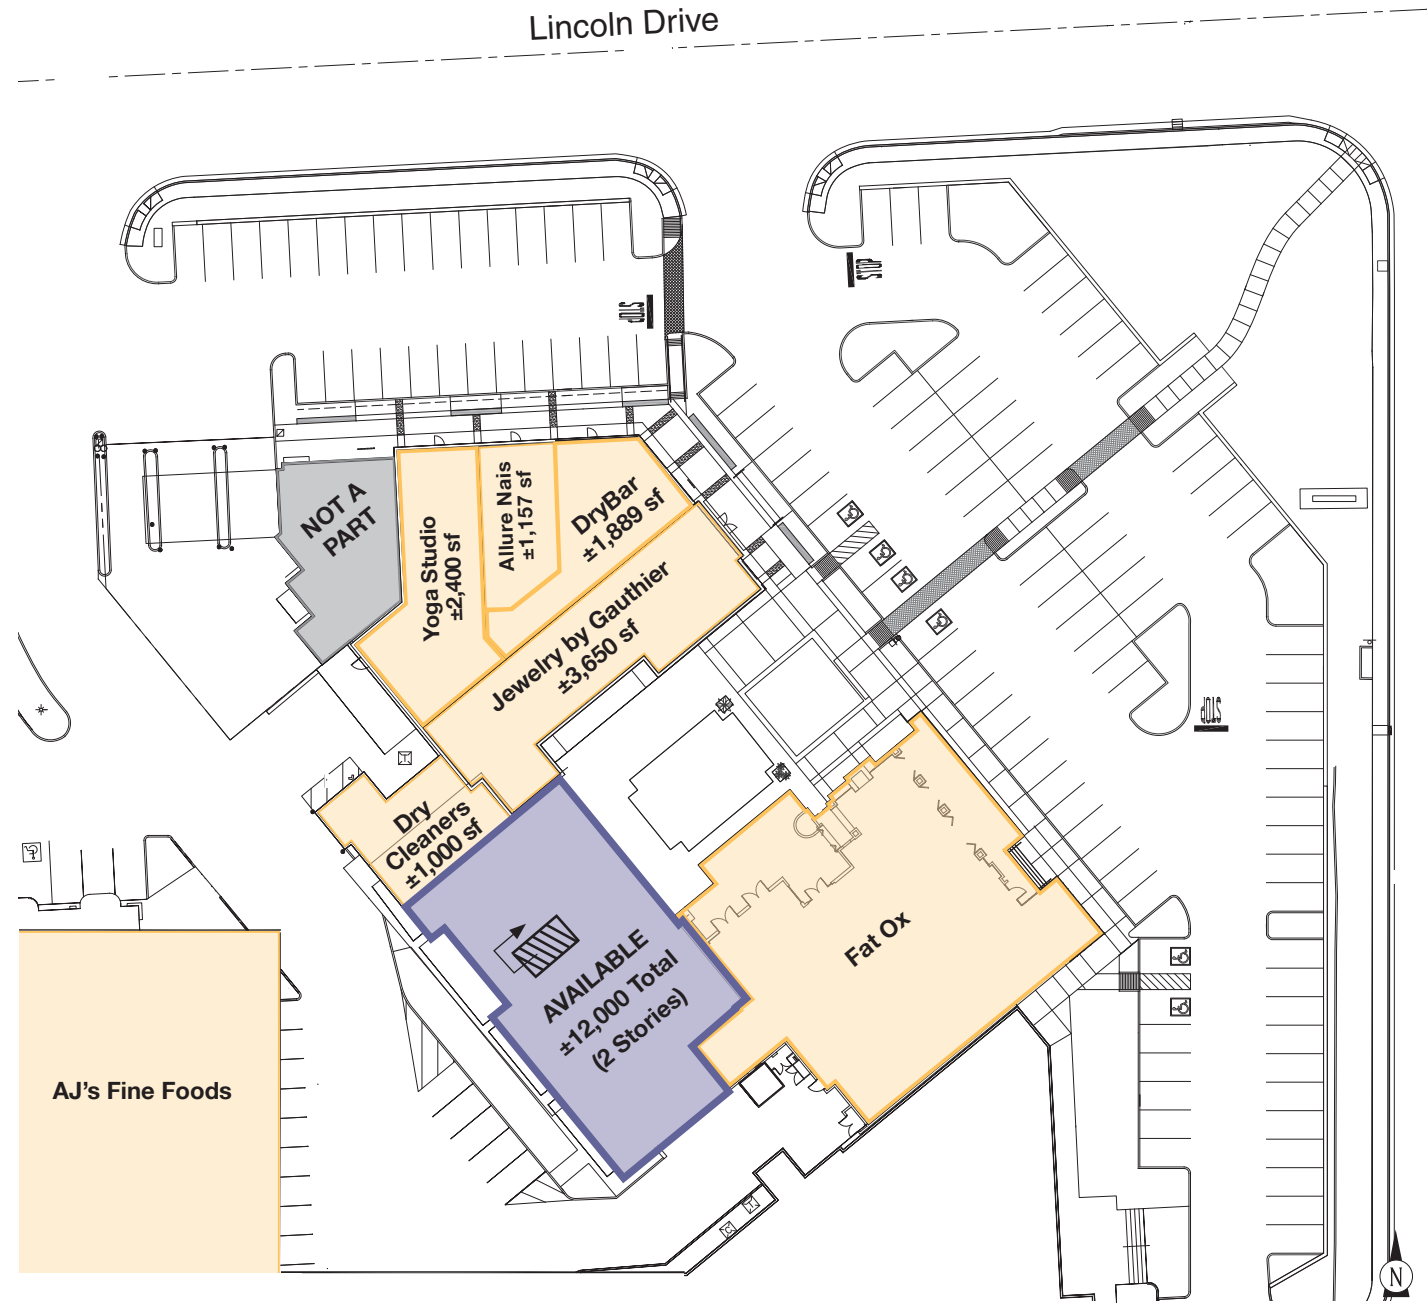 Lincoln Drive
STOP
STOP
NOT A
PART
Yoga Studio
±2,400 sf
Allure Nais
±1,157 sf
DryBar
±1,889 sf
Jewelry by Gauthier
±3,650 sf
STOP
Dry
Cleaners
±1,000 sf
AVAILABLE
±12,000 Total
(2 Stories)
Fat Ox
AJ’s Fine Foods
T
T
C
N